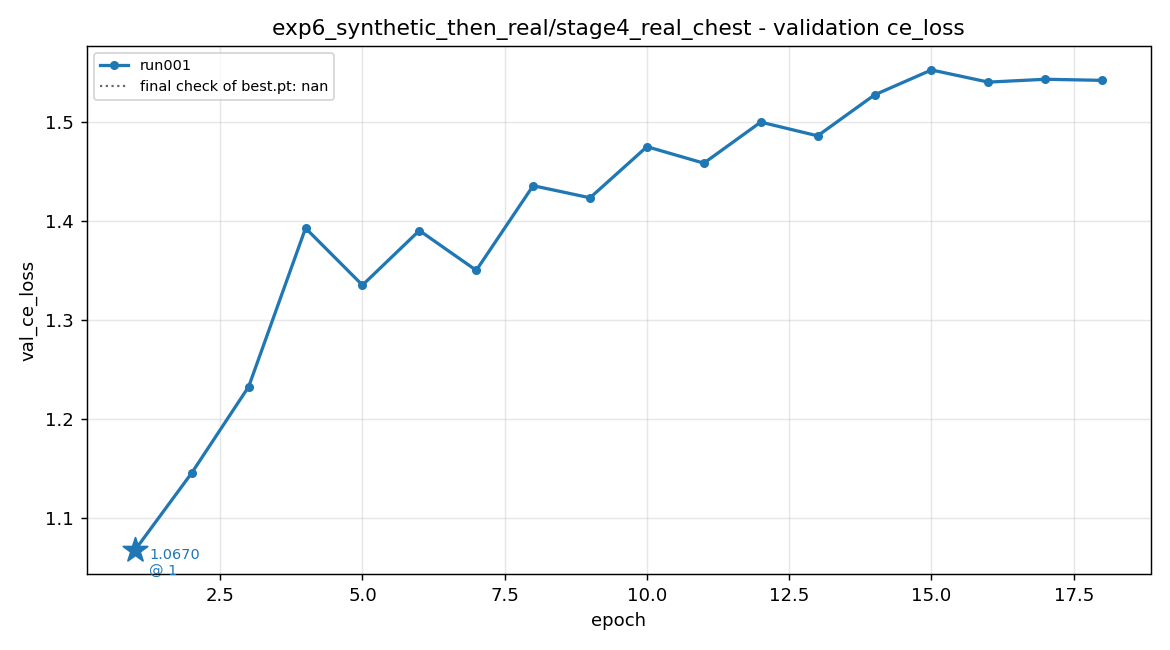 exp6_synthetic_then_real/stage4_real_chest - validation ce_loss
run001
final check of best.pt: nan
val_ce_loss
1.5
1.4
1.3
1.2
1.1
1.0670
@ 1
2.5
5.0
7.5
10.0
12.5
15.0
17.5
epoch